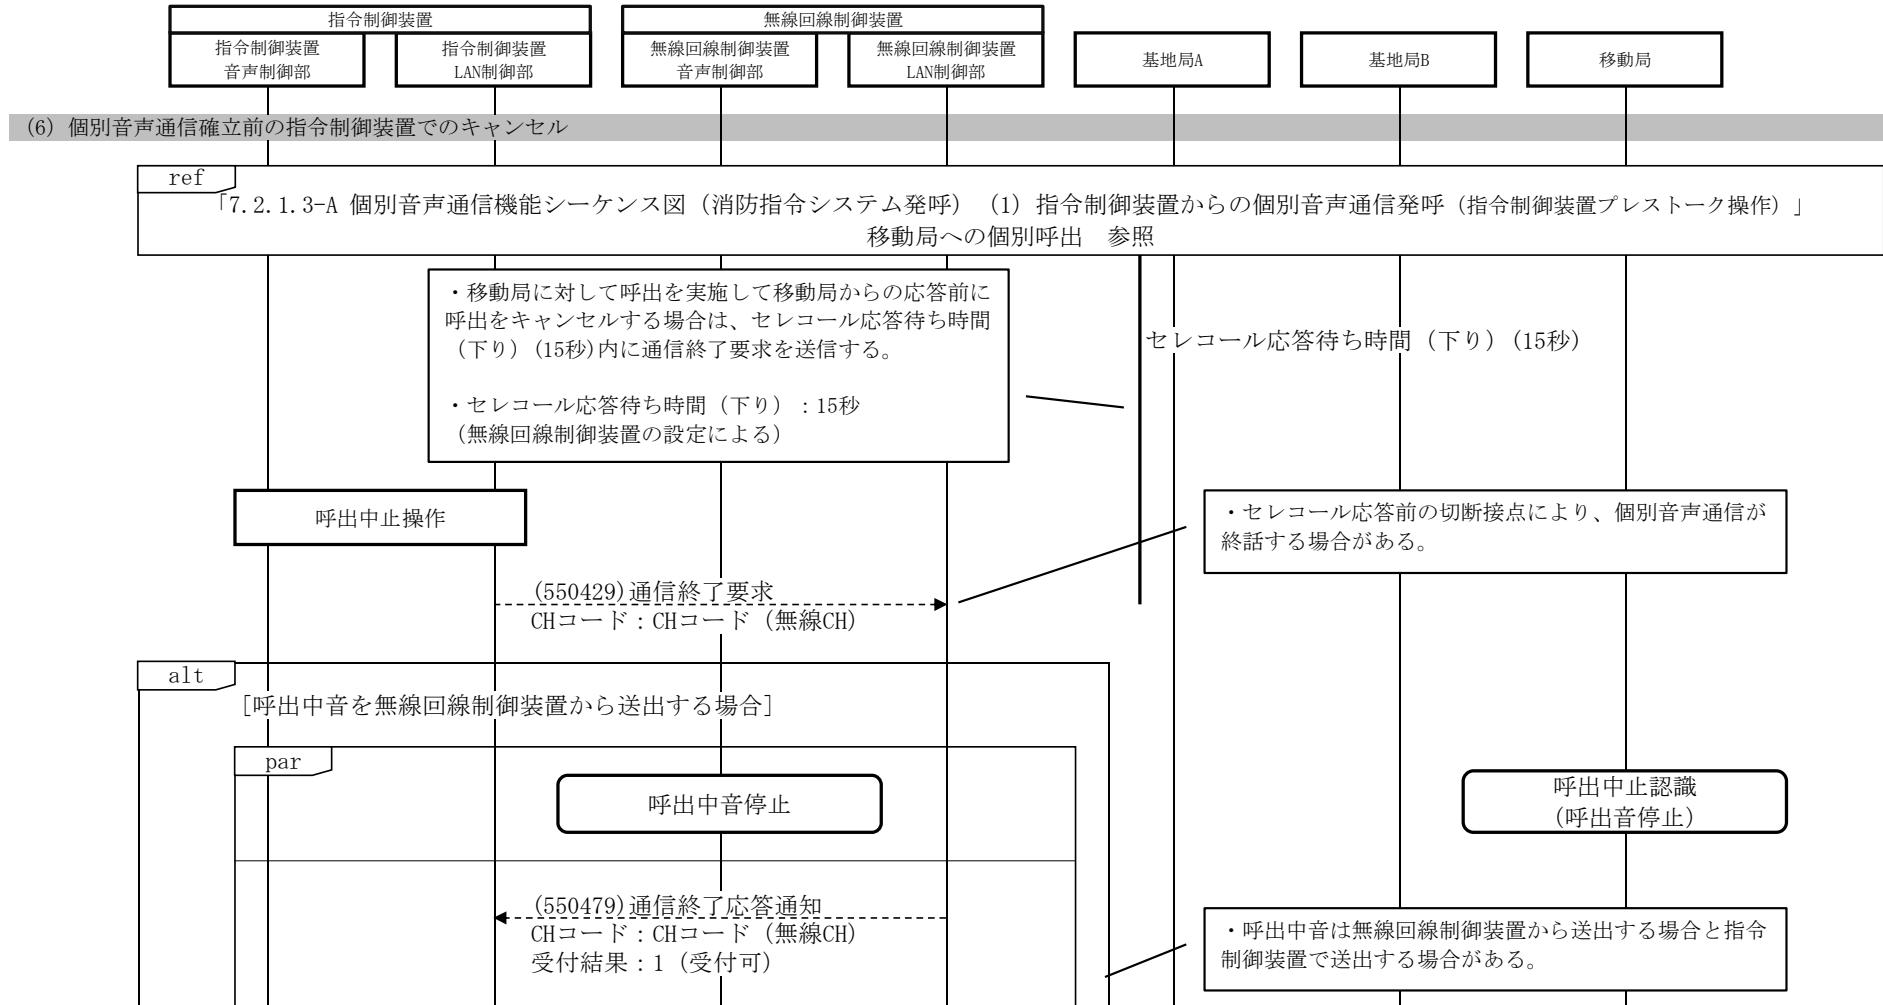 指令制御装置
無線回線制御装置
指令制御装置
音声制御部
指令制御装置
LAN制御部
無線回線制御装置
音声制御部
無線回線制御装置
LAN制御部
基地局A
基地局B
移動局
(6) 個別音声通信確立前の指令制御装置でのキャンセル
ref
「7.2.1.3-A 個別音声通信機能シーケンス図（消防指令システム発呼）（1）指令制御装置からの個別音声通信発呼（指令制御装置プレストーク操作）」
移動局への個別呼出　参照
・移動局に対して呼出を実施して移動局からの応答前に
呼出をキャンセルする場合は、セレコール応答待ち時間
（下り）(15秒)内に通信終了要求を送信する。
・セレコール応答待ち時間（下り）：15秒
（無線回線制御装置の設定による）
セレコール応答待ち時間（下り）(15秒)
呼出中止操作
・セレコール応答前の切断接点により、個別音声通信が
終話する場合がある。
(550429)通信終了要求
CHコード：CHコード（無線CH）
alt
[呼出中音を無線回線制御装置から送出する場合]
par
呼出中音停止
呼出中止認識
（呼出音停止）
(550479)通信終了応答通知
CHコード：CHコード（無線CH）
受付結果：1（受付可）
・呼出中音は無線回線制御装置から送出する場合と指令
制御装置で送出する場合がある。